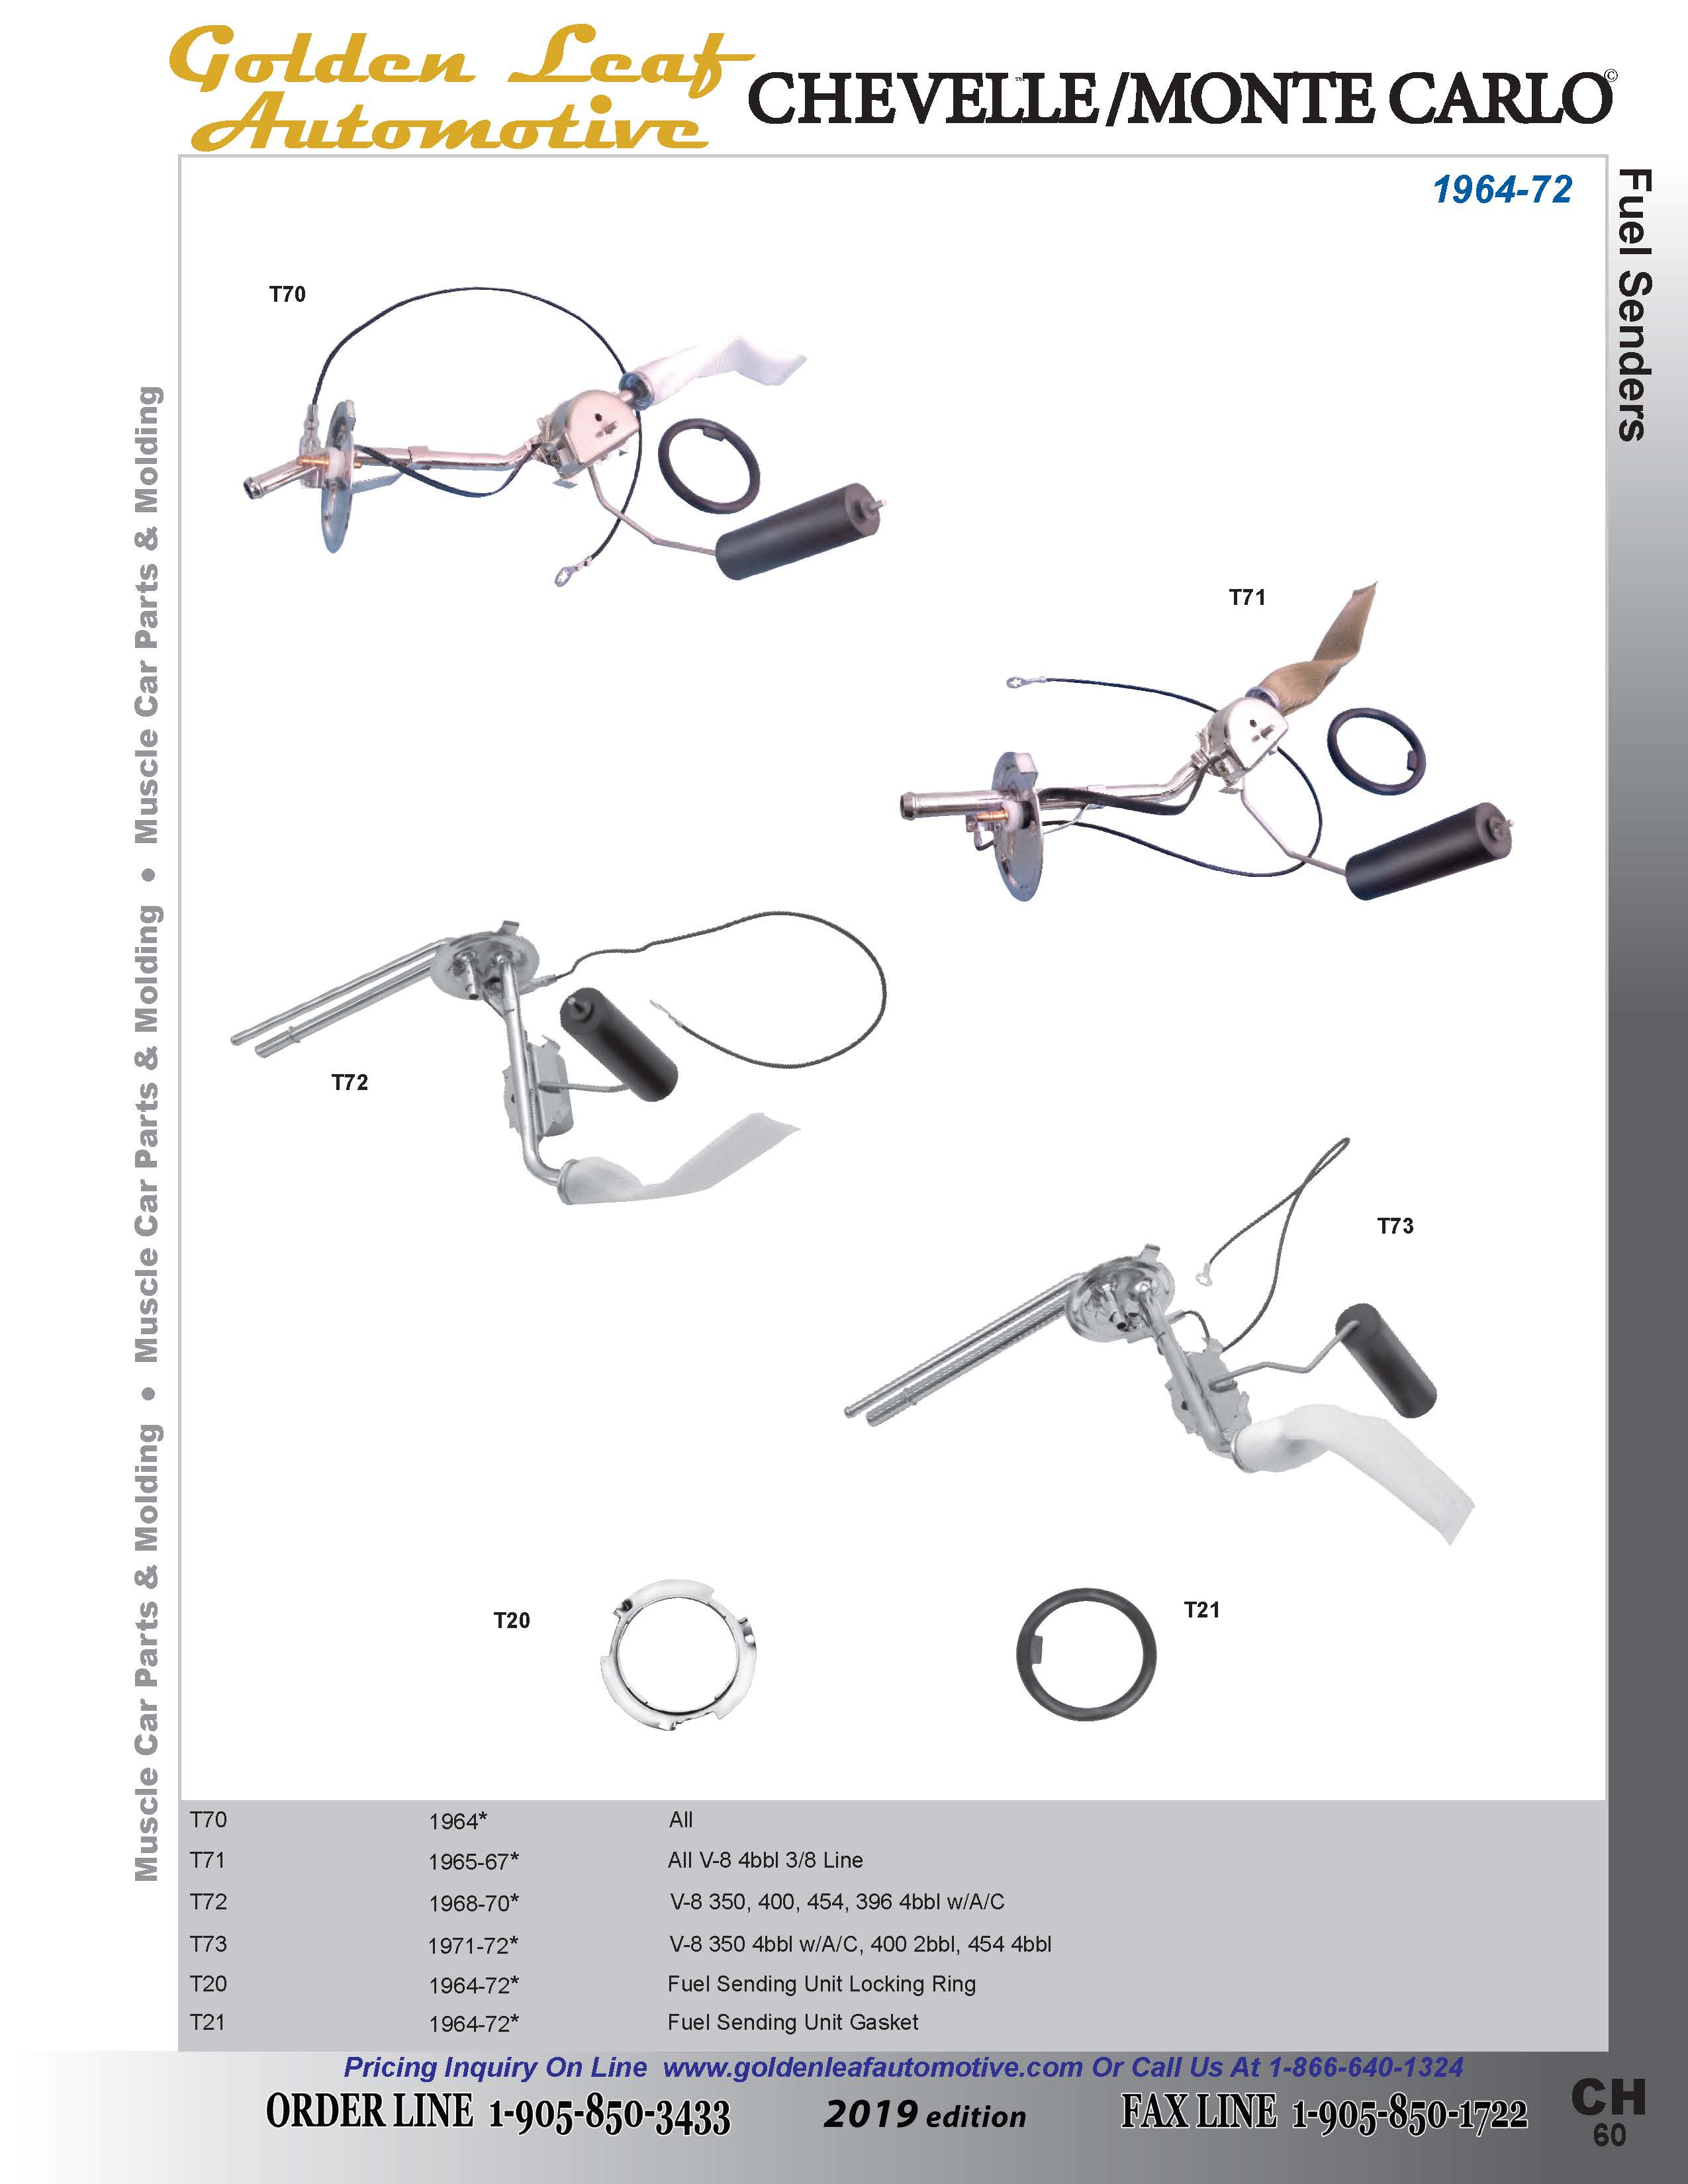 Golden Leaf
Automotive
CHEVELLE™/MONTE CARLO©
1964-72
Fuel Senders
T70
T71
T72
T73
T20
T21
Muscle Car Parts & Molding • Muscle Car Parts & Molding • Muscle Car Parts & Molding
T70 1964* All
T71 1965-67* All V-8 4bbl 3/8 Line
T72 1968-70* V-8 350, 400, 454, 396 4bbl w/A/C
T73 1971-72* V-8 350 4bbl w/A/C, 400 2bbl, 454 4bbl
T20 1964-72* Fuel Sending Unit Locking Ring
T21 1964-72* Fuel Sending Unit Gasket
Pricing Inquiry On Line www.goldenleafautomotive.com Or Call Us At 1-866-640-1324
ORDER LINE 1-905-850-3433 2019 edition FAX LINE 1-905-850-1722
CH
60